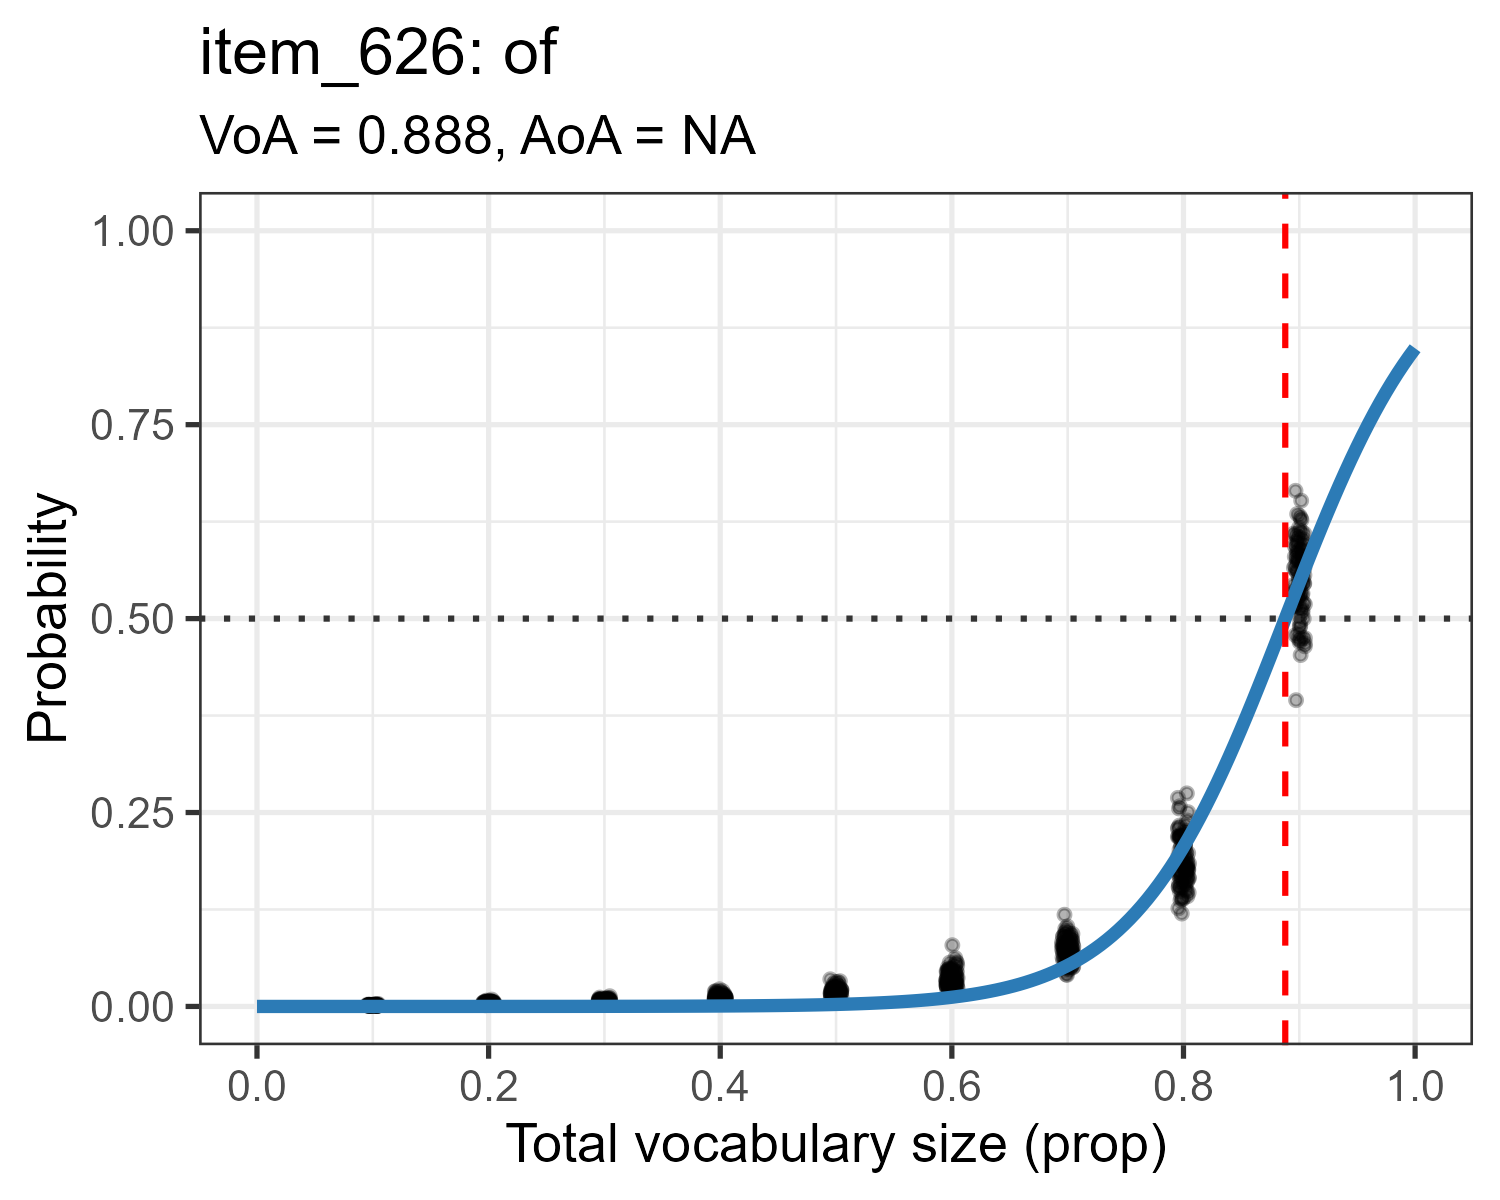 item_626: of
VoA = 0.888, AoA = NA
1.00
0.75
0.50
0.25
0.00
Probability
0.0 0.2 0.4 0.6 0.8 1.0
Total vocabulary size (prop)